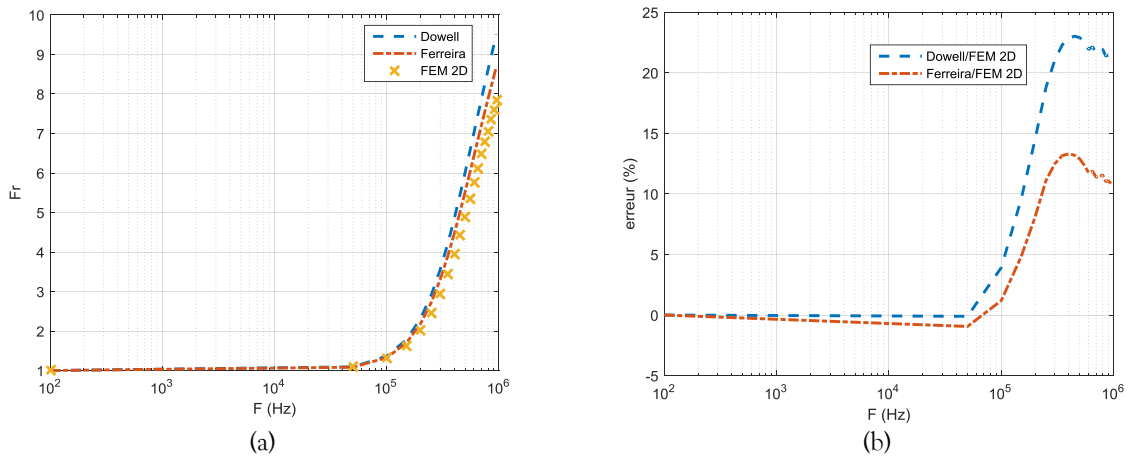 10
9
8
7
6
5
4
3
2
1
Fr
10² 10³ 10⁴ 10⁵ 10⁶
F (Hz)
Dowell
Ferreira
FEM 2D
(a)
25
20
15
10
5
0
-5
erreur (%)
10² 10³ 10⁴ 10⁵ 10⁶
F (Hz)
Dowell/FEM 2D
Ferreira/FEM 2D
(b)